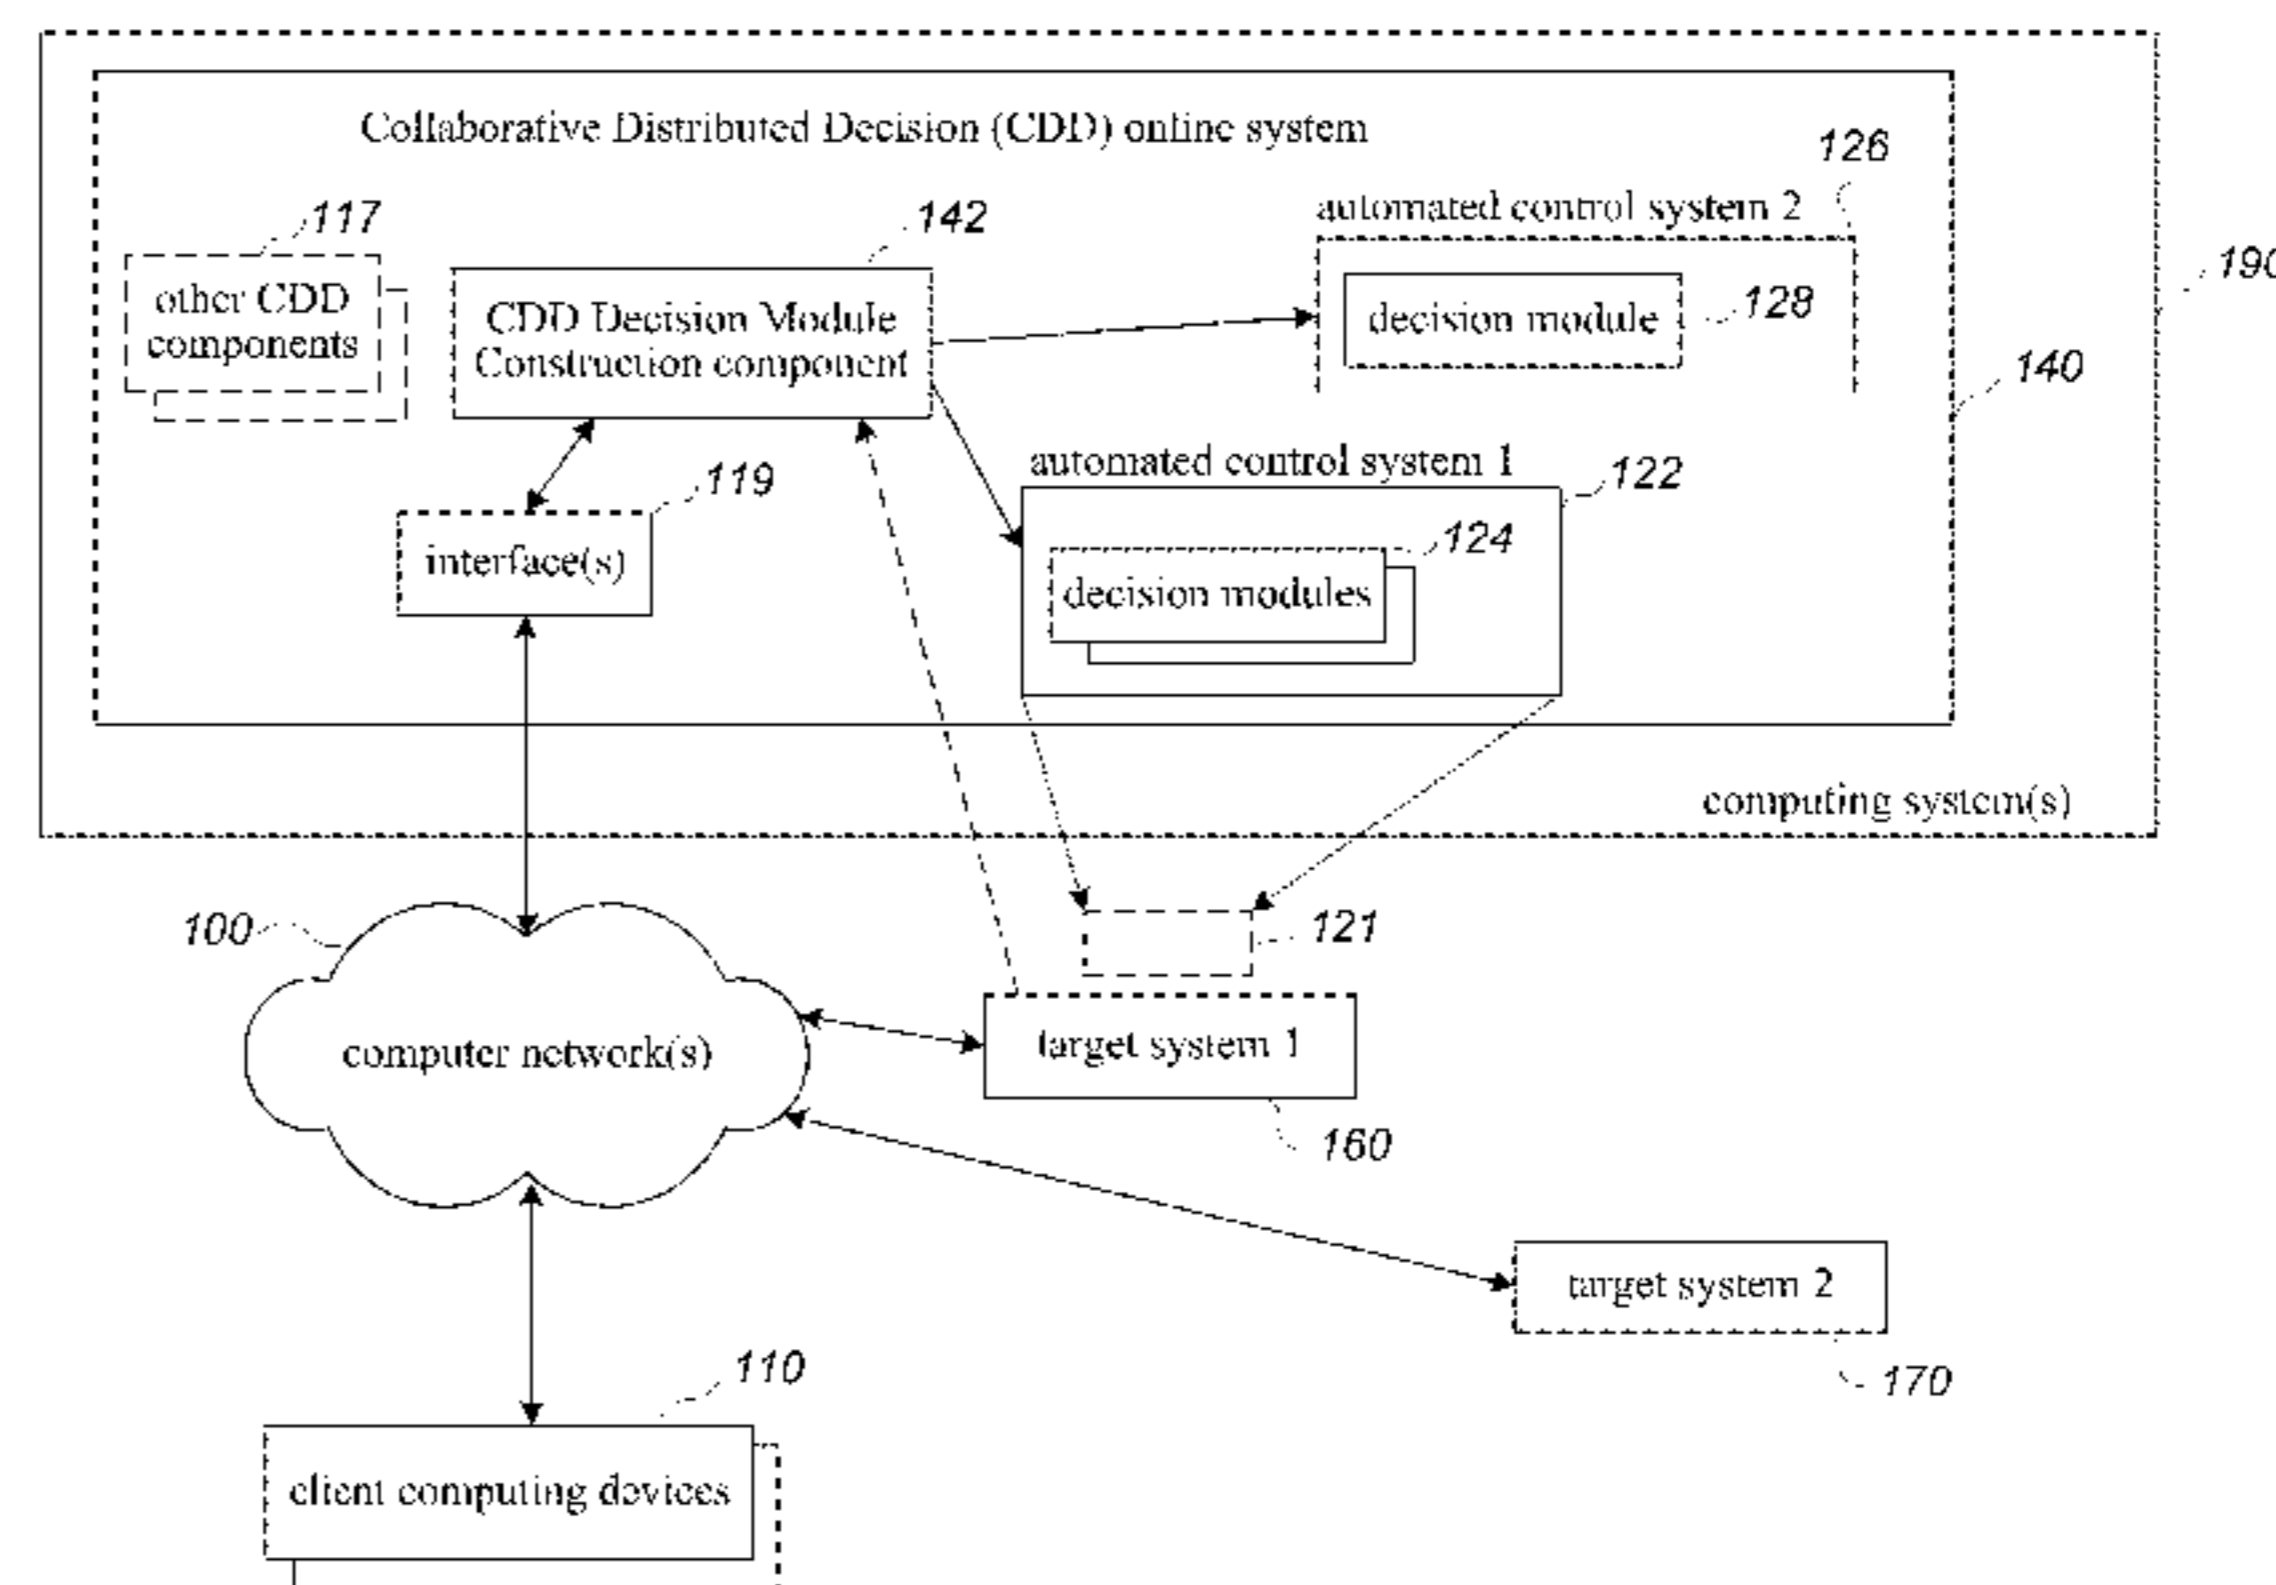 Collaborative Distributed Decision (CDD) online system
126
117
142
automated control system 2
other CDD
components
CDD Decision Module
Construction component
decision module
128
190
140
automated control system 1
122
119
124
interface(s)
decision modules
computing system(s)
100
121
computer network(s)
target system 1
160
target system 2
110
170
client computing devices